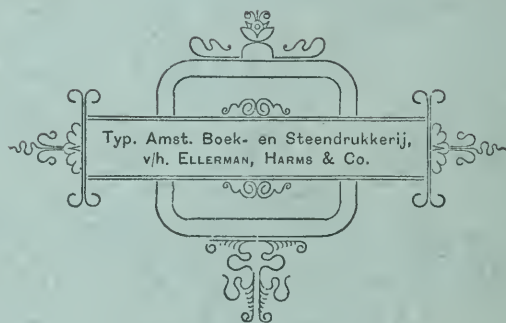 Typ. Amst. Boek- en Steendrukkerij,
v/h. ELLERMAN, HARMS & Co.